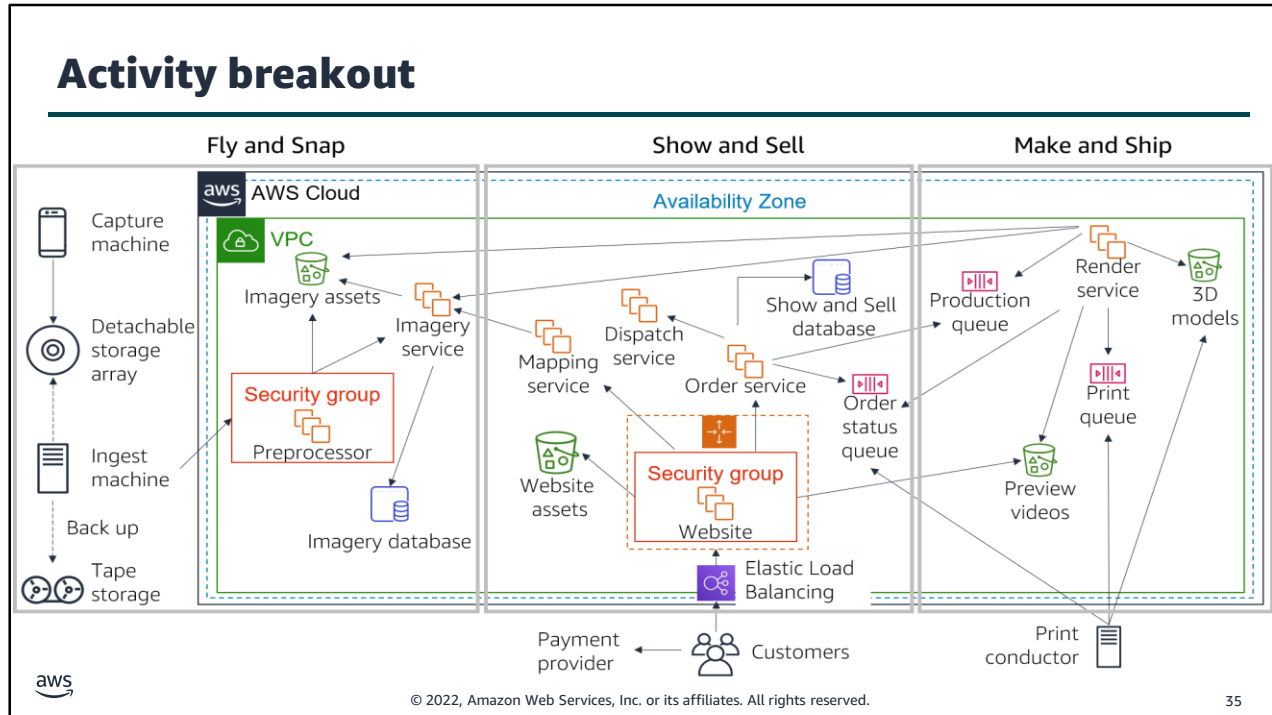 Activity breakout
Fly and Snap
Show and Sell
Make and Ship
aws
AWS Cloud
Availability Zone
VPC
Capture
machine
Detachable
storage
array
Ingest
machine
Back up
Tape
storage
Imagery assets
Imagery
service
Security group
Preprocessor
Imagery database
Mapping
service
Dispatch
service
Show and Sell
database
Order service
Order
status
queue
Website
assets
Security group
Website
Elastic Load
Balancing
Payment
provider
Customers
Production
queue
Render
service
3D
models
Print
queue
Preview
videos
Print
conductor
aws
© 2022, Amazon Web Services, Inc. or its affiliates. All rights reserved.
35